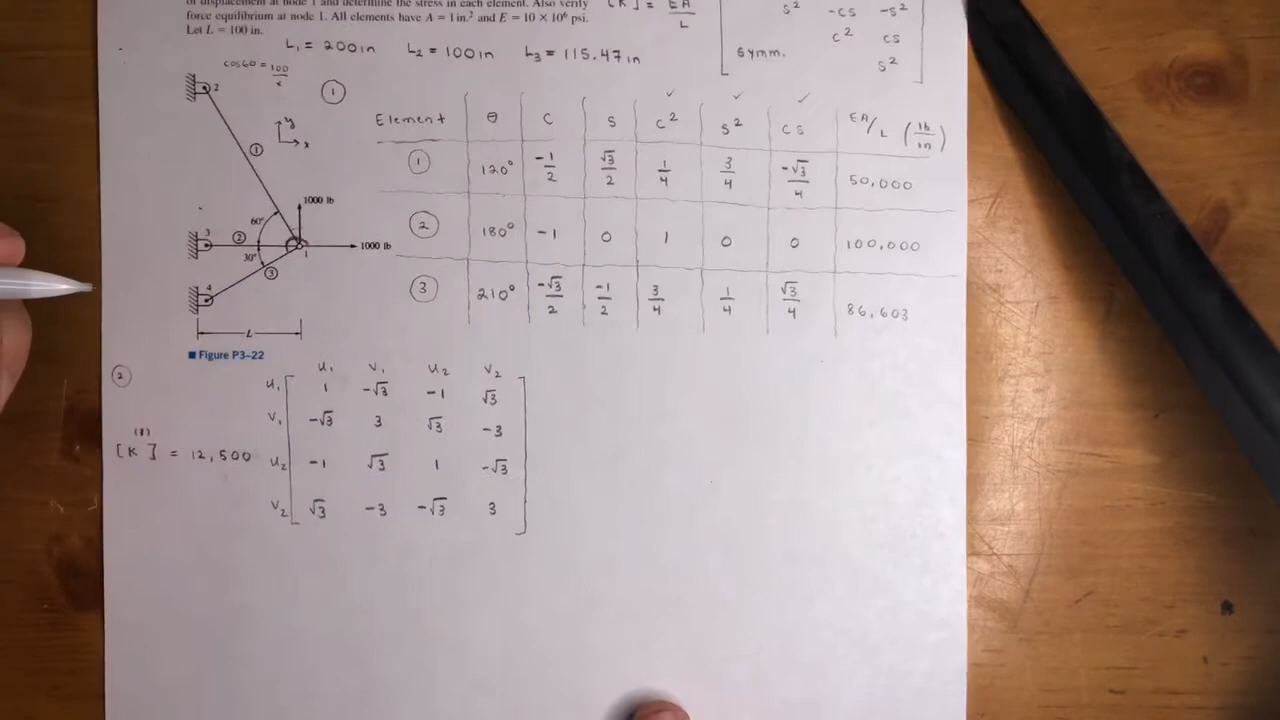 of displacement at node 1 and determine the stress in each element. Also verify
force equilibrium at node 1. All elements have A = 1 in.² and E = 10 × 10⁶ psi.
Let L = 100 in.
[K] = EA/L
s² -cs -s²
c² cs
symm. s²
L₁ = 200in L₂ = 100in L₃ = 115.47in
cos60 = 100/L
2
y
x
1
60°
1000 lb
3
2
1
1000 lb
30°
3
4
L
■ Figure P3–22
1
Element θ C S C² S² CS EA/L (lb/in)
1 120° -1/2 √3/2 1/4 3/4 -√3/4 50,000
2 180° -1 0 1 0 0 100,000
3 210° -√3/2 -1/2 3/4 1/4 √3/4 86,603
2
u₁ v₁ u₂ v₂
u₁ 1 -√3 -1 √3
v₁ -√3 3 √3 -3
[K]⁽¹⁾ = 12,500 u₂ -1 √3 1 -√3
v₂ √3 -3 -√3 3